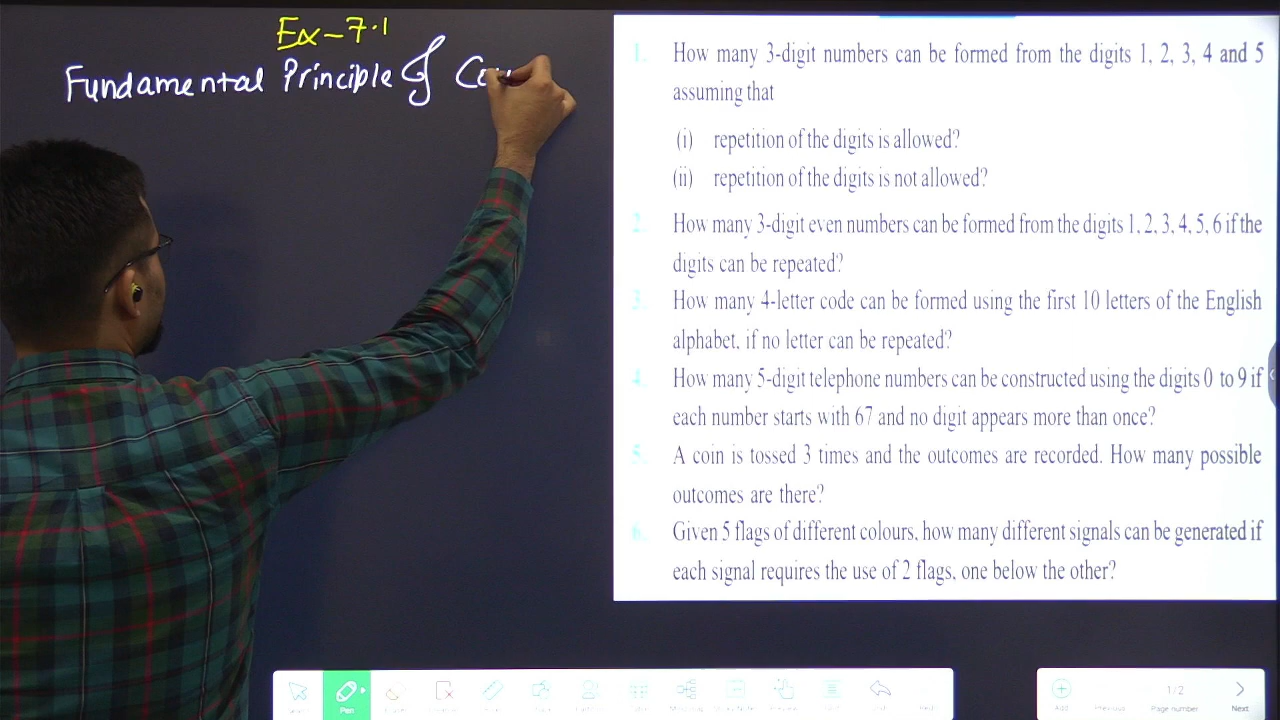 Ex-7.1
Fundamental Principle of Cou
1. How many 3-digit numbers can be formed from the digits 1, 2, 3, 4 and 5
assuming that
(i) repetition of the digits is allowed?
(ii) repetition of the digits is not allowed?
2. How many 3-digit even numbers can be formed from the digits 1, 2, 3, 4, 5, 6 if the
digits can be repeated?
3. How many 4-letter code can be formed using the first 10 letters of the English
alphabet, if no letter can be repeated?
4. How many 5-digit telephone numbers can be constructed using the digits 0 to 9 if
each number starts with 67 and no digit appears more than once?
5. A coin is tossed 3 times and the outcomes are recorded. How many possible
outcomes are there?
6. Given 5 flags of different colours, how many different signals can be generated if
each signal requires the use of 2 flags, one below the other?
Pen
1/2
Add Previous Page number Next